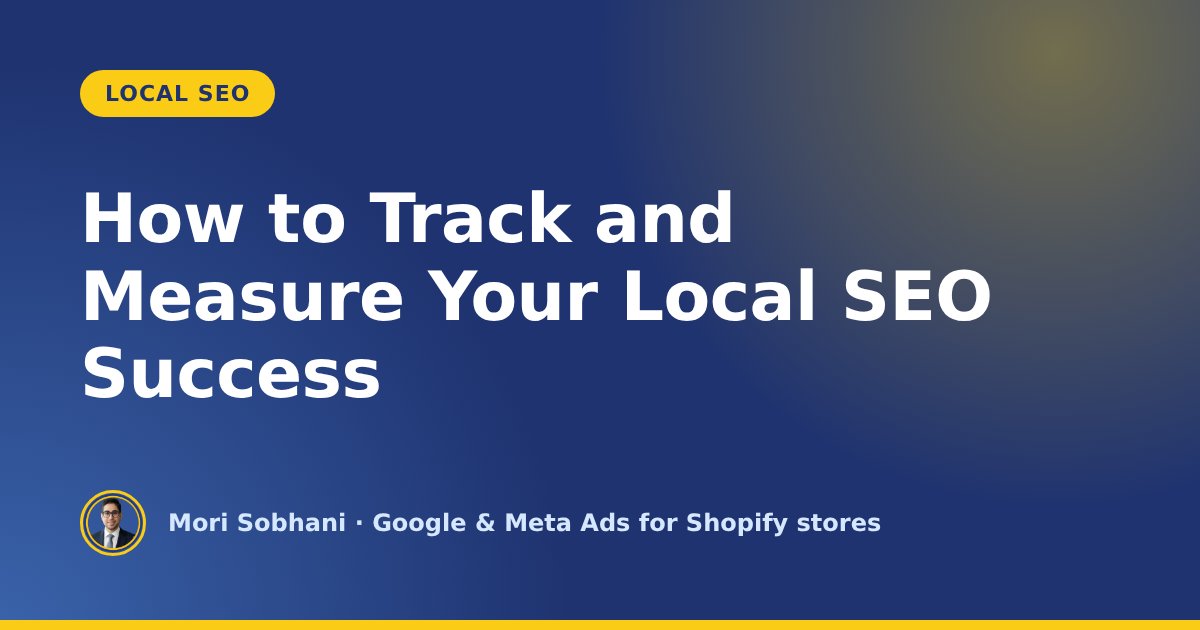 LOCAL SEO
How to Track and
Measure Your Local SEO
Success
Mori Sobhani · Google & Meta Ads for Shopify stores